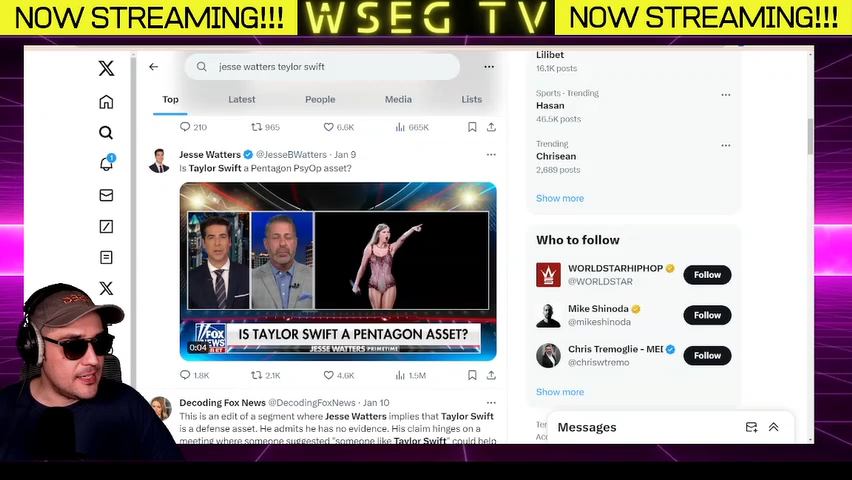 NOW STREAMING!!!
WSEG TV
NOW STREAMING!!!
jesse watters teylor swift
Top
Latest
People
Media
Lists
210
965
6.6K
665K
Jesse Watters @JesseBWatters · Jan 9
Is Taylor Swift a Pentagon PsyOp asset?
FOX
NEWS
IS TAYLOR SWIFT A PENTAGON ASSET?
0:04
JESSE WATTERS PRIMETIME
1.8K
2.1K
4.6K
1.5M
Decoding Fox News @DecodingFoxNews · Jan 10
This is an edit of a segment where Jesse Watters implies that Taylor Swift
is a defense asset. He admits he has no evidence. His claim hinges on a
meeting where someone suggested "someone like Taylor Swift" could help
Lilibet
16.1K posts
Sports · Trending
Hasan
46.5K posts
Trending
Chrisean
2,689 posts
Show more
Who to follow
WORLDSTARHIPHOP
@WORLDSTAR
Follow
Mike Shinoda
@mikeshinoda
Follow
Chris Tremoglie - MEI
@chriswtremo
Follow
Show more
Messages